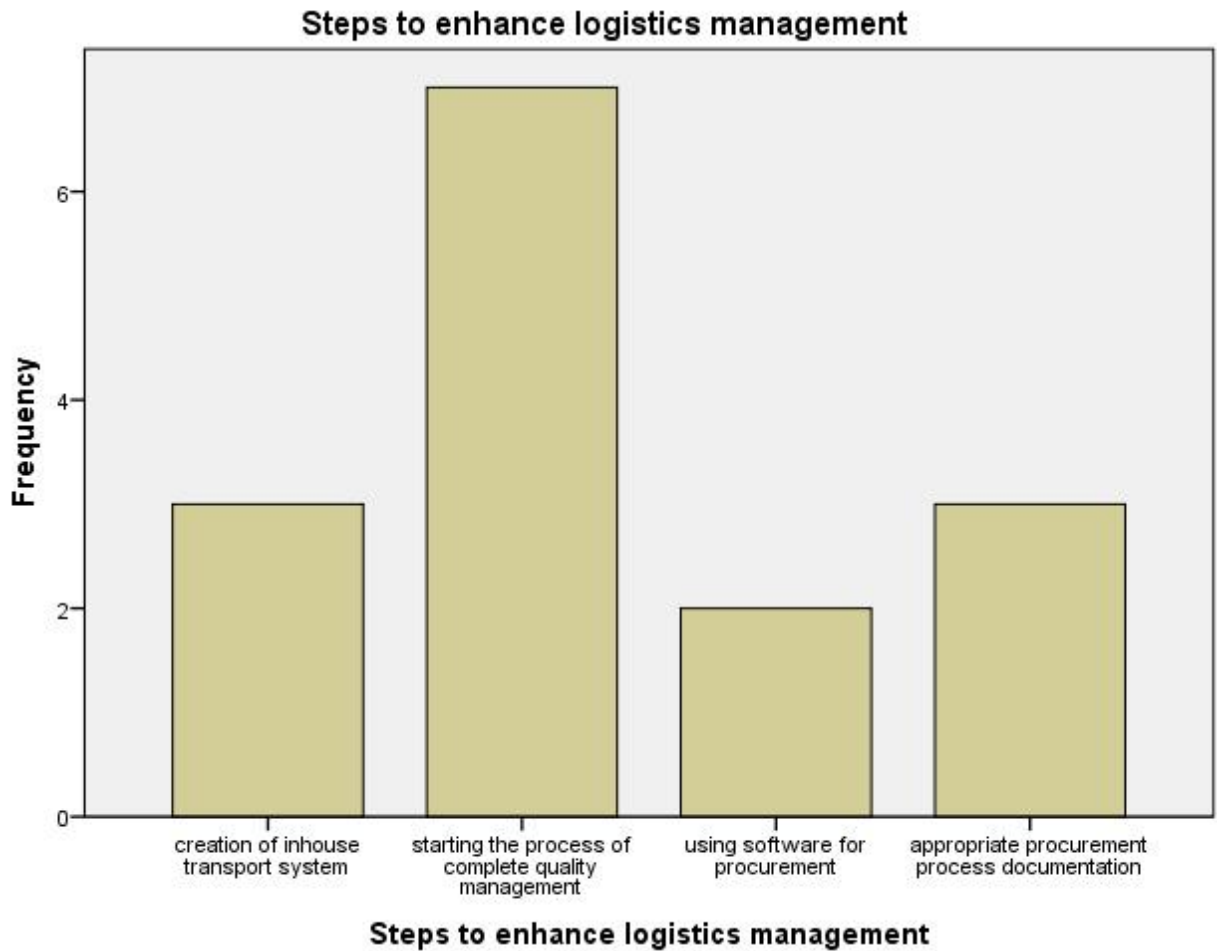 Steps to enhance logistics management
Frequency
6
4
2
0
creation of inhouse
transport system
starting the process of
complete quality
management
using software for
procurement
appropriate procurement
process documentation
Steps to enhance logistics management